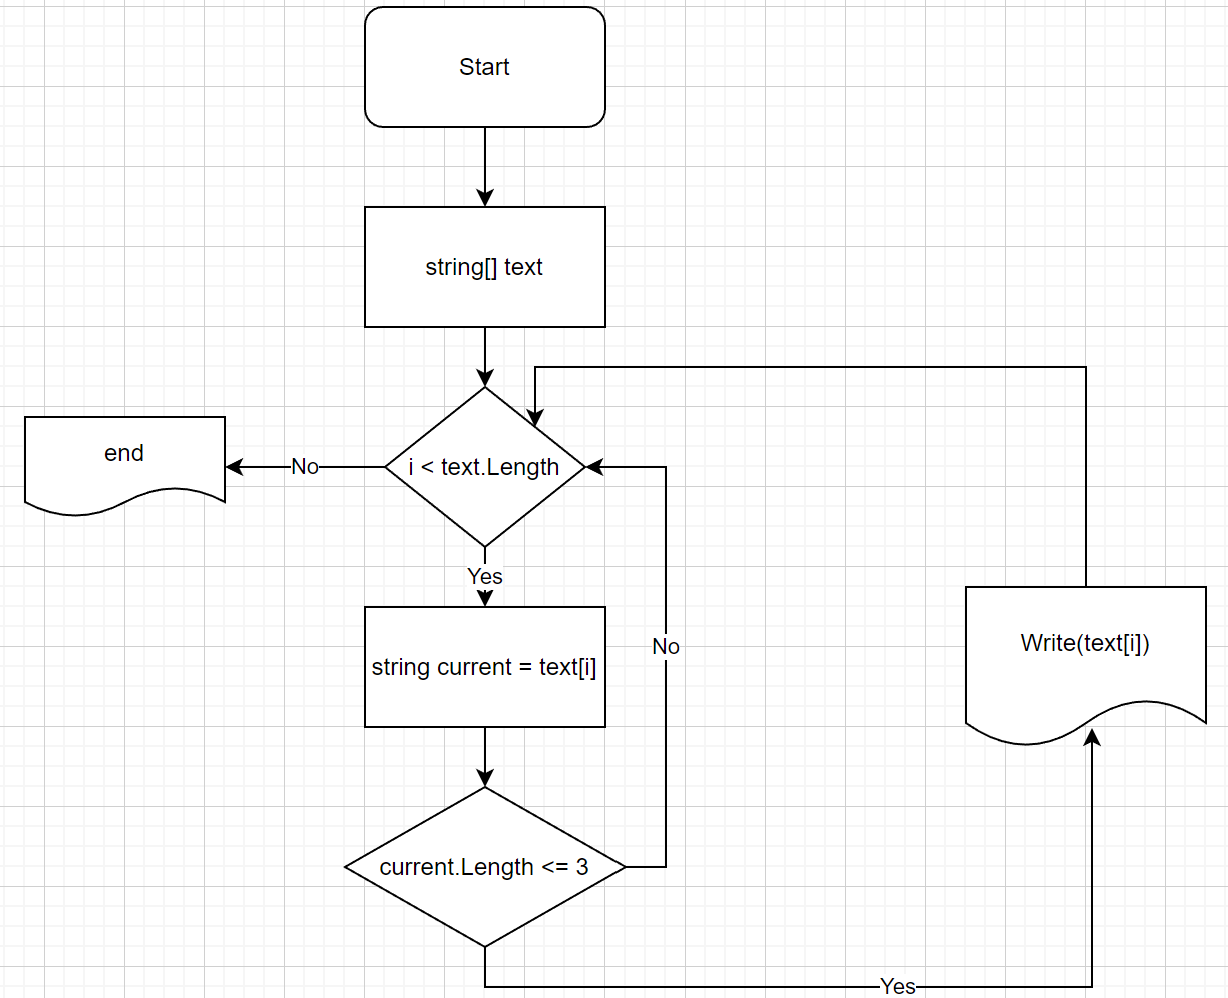 Start
string[] text
i < text.Length
No
end
Yes
string current = text[i]
No
Write(text[i])
current.Length <= 3
Yes